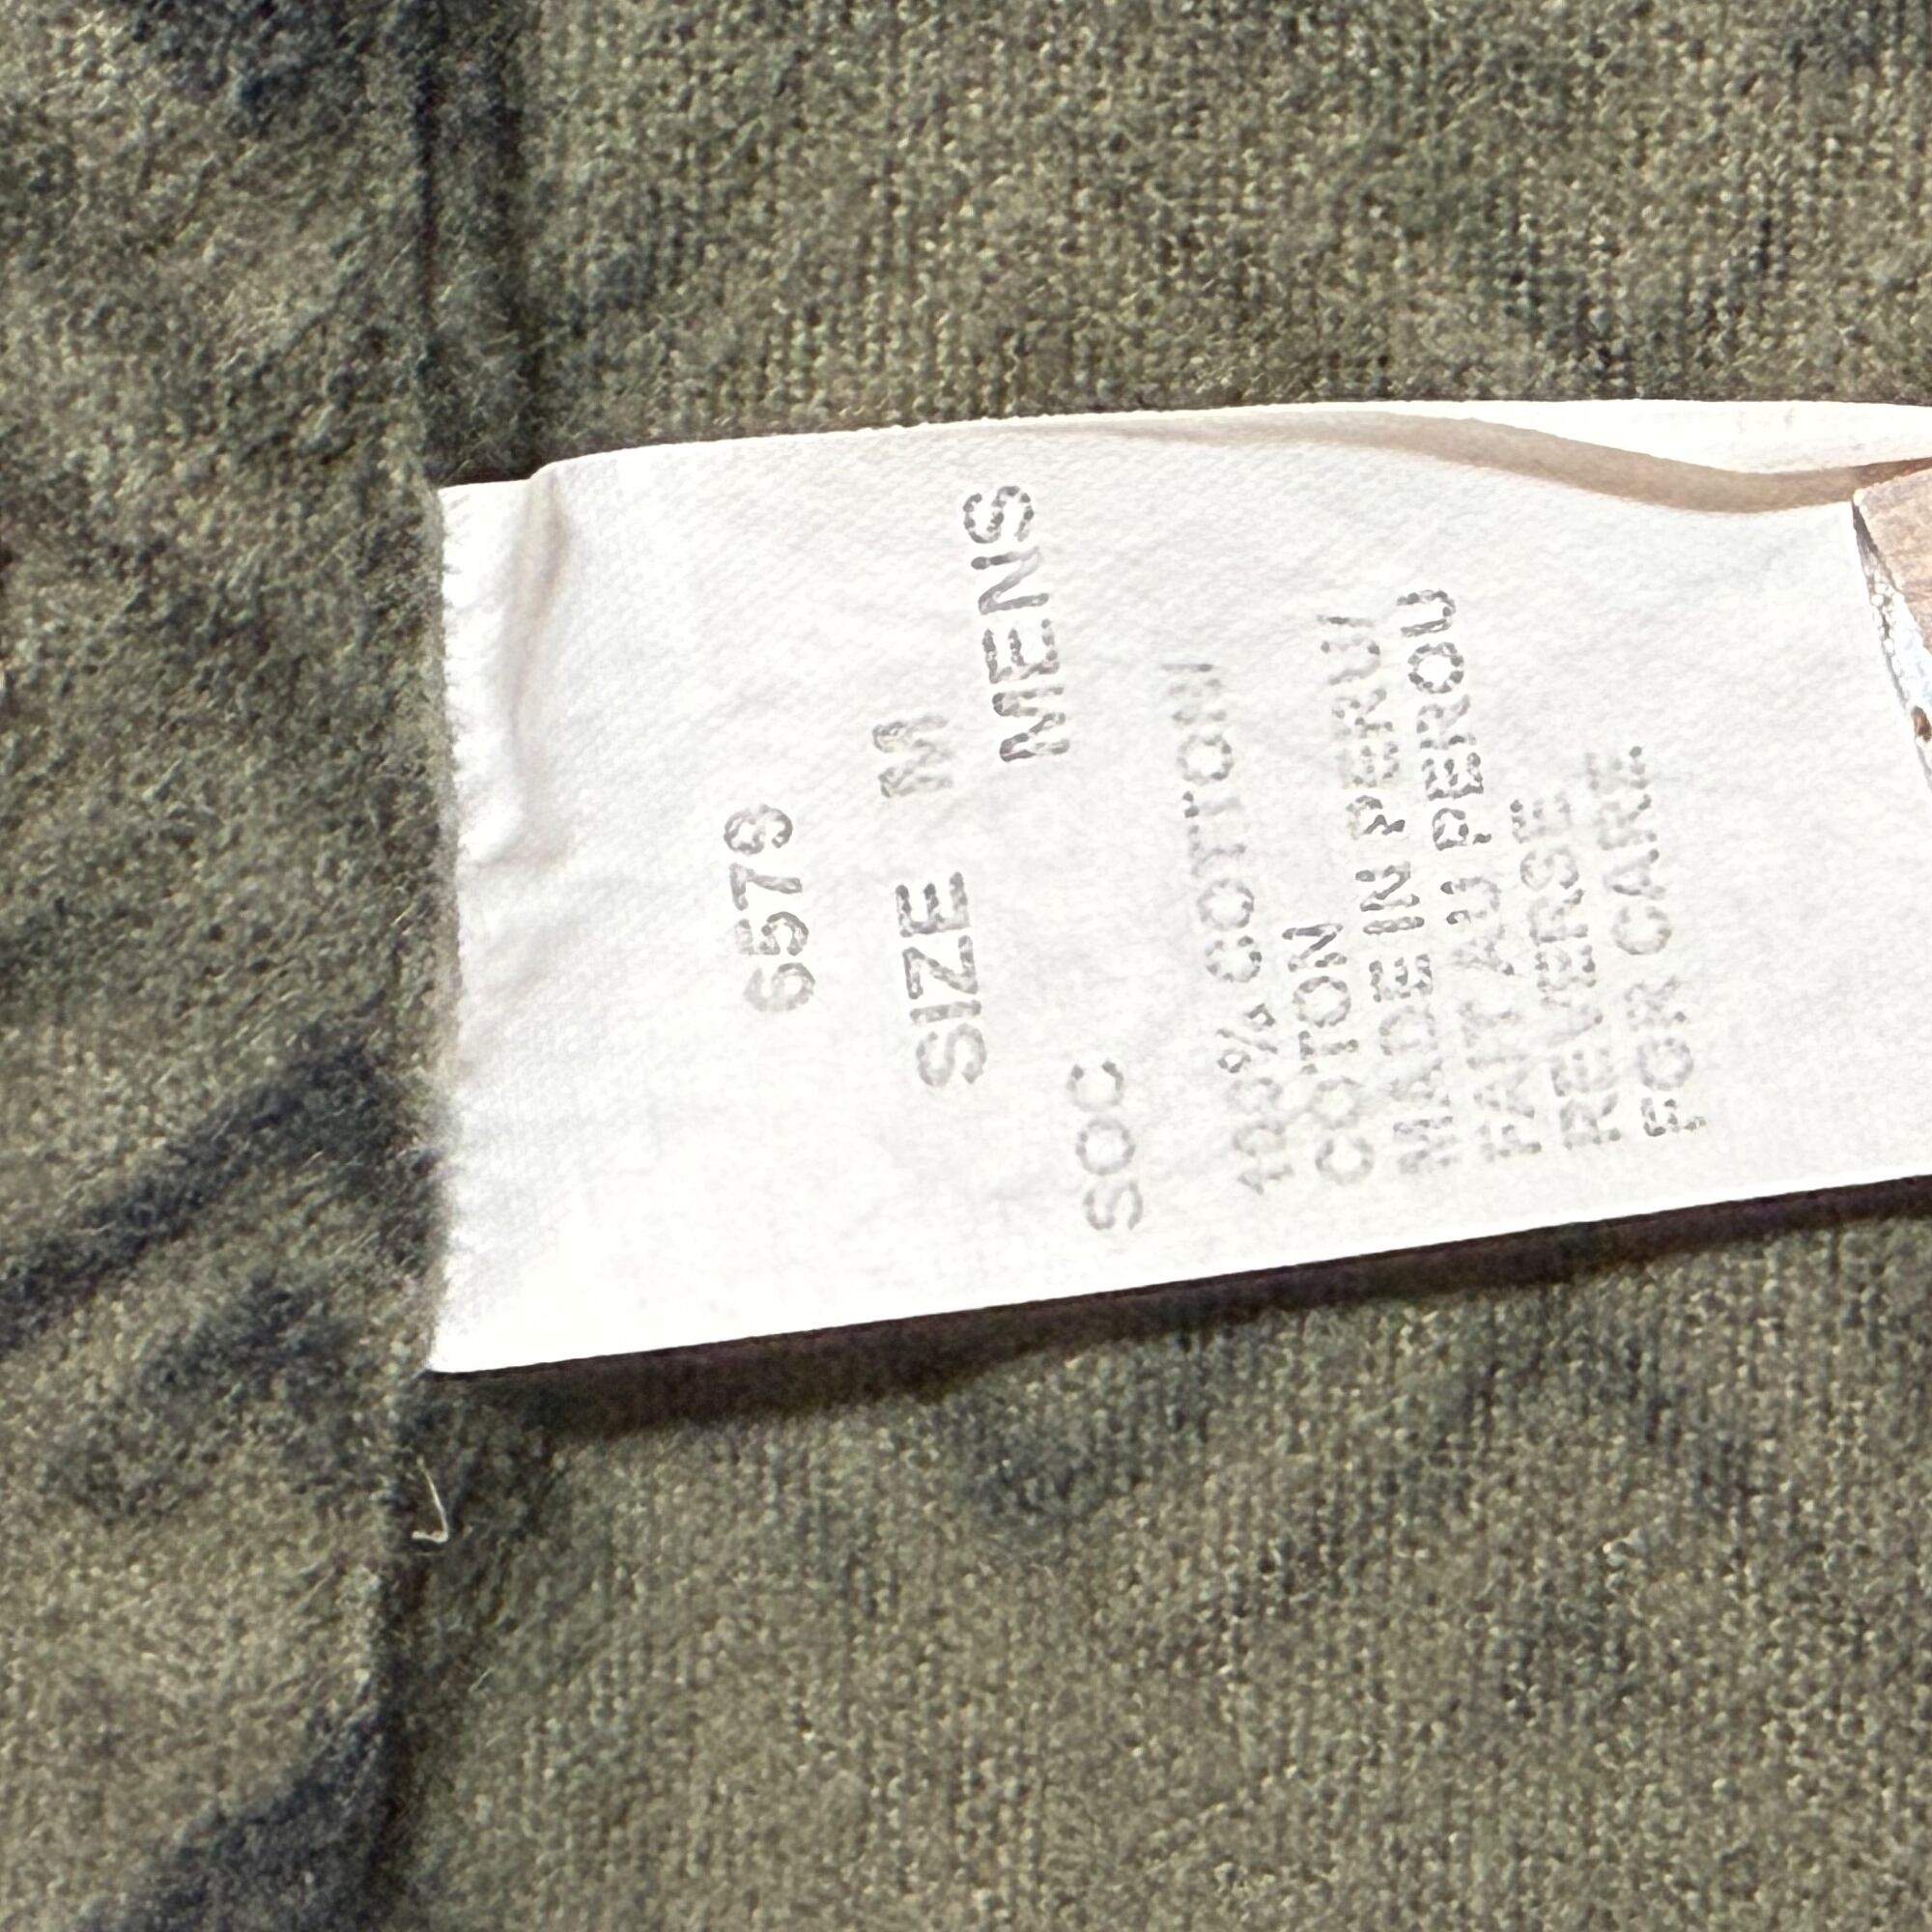 6579
SIZE M
MENS
SOC
100% COTTON/
COTON
MADE IN PERU/
FAIT AU PEROU
REVERSE
FOR CARE